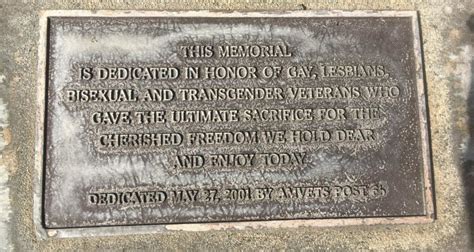 THIS MEMORIAL
IS DEDICATED IN HONOR OF GAY, LESBIANS,
BISEXUAL AND TRANSGENDER VETERANS WHO
GAVE THE ULTIMATE SACRIFICE FOR THE
CHERISHED FREEDOM WE HOLD DEAR
AND ENJOY TODAY.
DEDICATED MAY 27, 2001 BY AMVETS POST